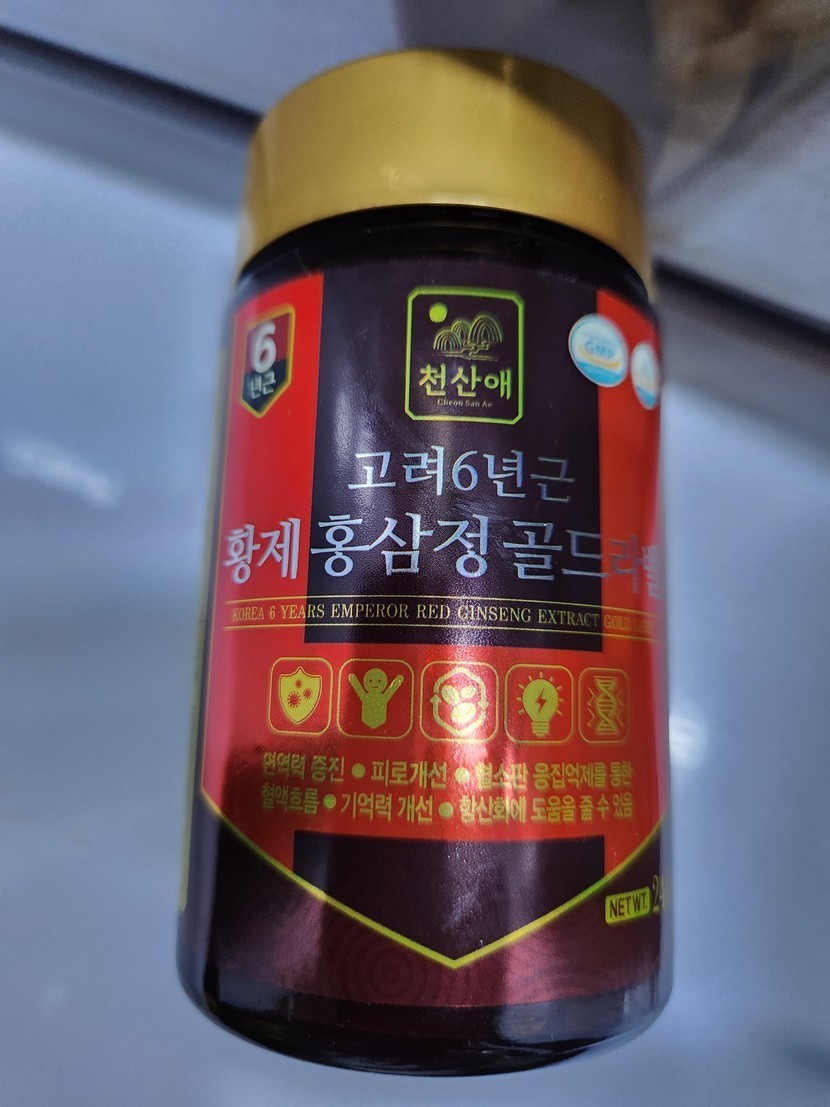 6
년근
천산애
Cheon San Ae
GMP
고려6년근
황제 홍삼정 골드라벨
KOREA 6 YEARS EMPEROR RED GINSENG EXTRACT GOLD
면역력 증진 ● 피로개선 ● 혈소판 응집억제를 통한
혈액흐름 ● 기억력 개선 ● 항산화에 도움을 줄 수 있음
NET WT.